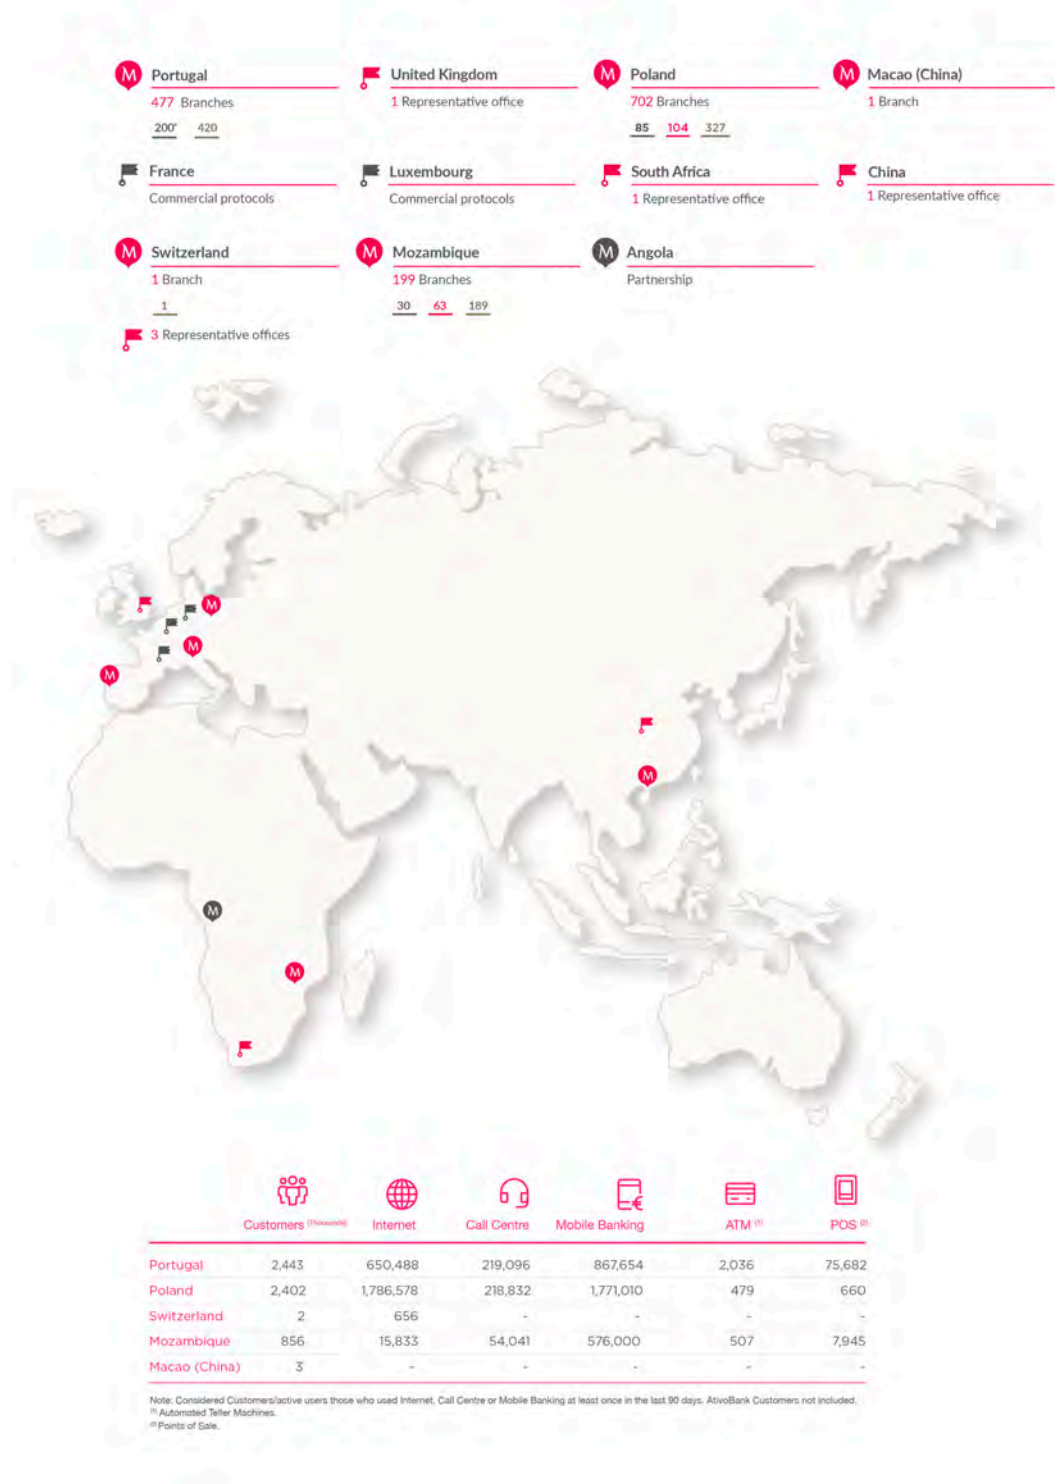 Portugal
477 Branches
200* 420
United Kingdom
1 Representative office
Poland
702 Branches
85 104 327
Macao (China)
1 Branch
France
Commercial protocols
Luxembourg
Commercial protocols
South Africa
1 Representative office
China
1 Representative office
Switzerland
1 Branch
1
3 Representative offices
Mozambique
199 Branches
30 63 189
Angola
Partnership
Customers (Thousands) Internet Call Centre Mobile Banking ATM (1) POS (2)
Portugal 2,443 650,488 219,096 867,654 2,036 75,682
Poland 2,402 1,786,578 218,832 1,771,010 479 660
Switzerland 2 656 - - - -
Mozambique 856 15,833 54,041 576,000 507 7,945
Macao (China) 3 - - - - -
Note: Considered Customers/active users those who used Internet, Call Centre or Mobile Banking at least once in the last 90 days. AtivoBank Customers not included.
(1) Automated Teller Machines.
(2) Points of Sale.